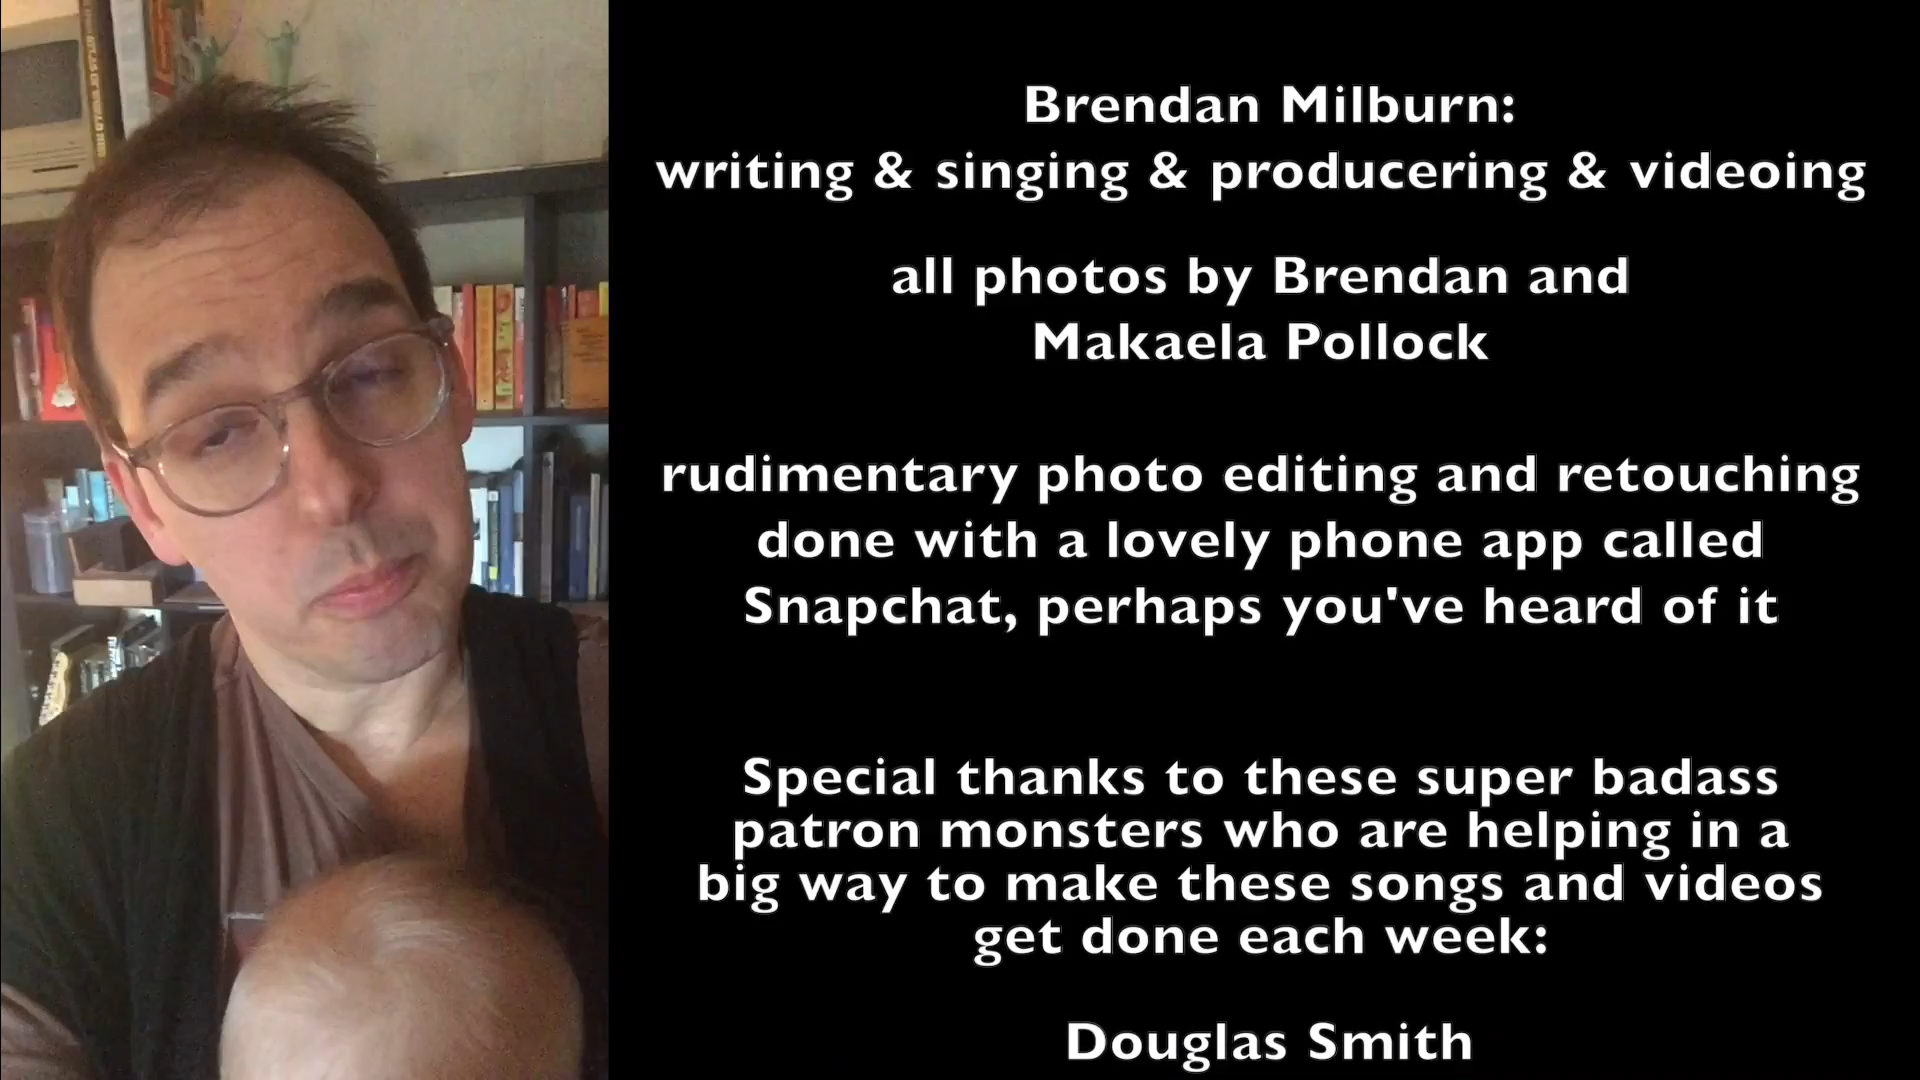 Brendan Milburn:
writing & singing & producering & videoing
all photos by Brendan and
Makaela Pollock
rudimentary photo editing and retouching
done with a lovely phone app called
Snapchat, perhaps you've heard of it
Special thanks to these super badass
patron monsters who are helping in a
big way to make these songs and videos
get done each week:
Douglas Smith